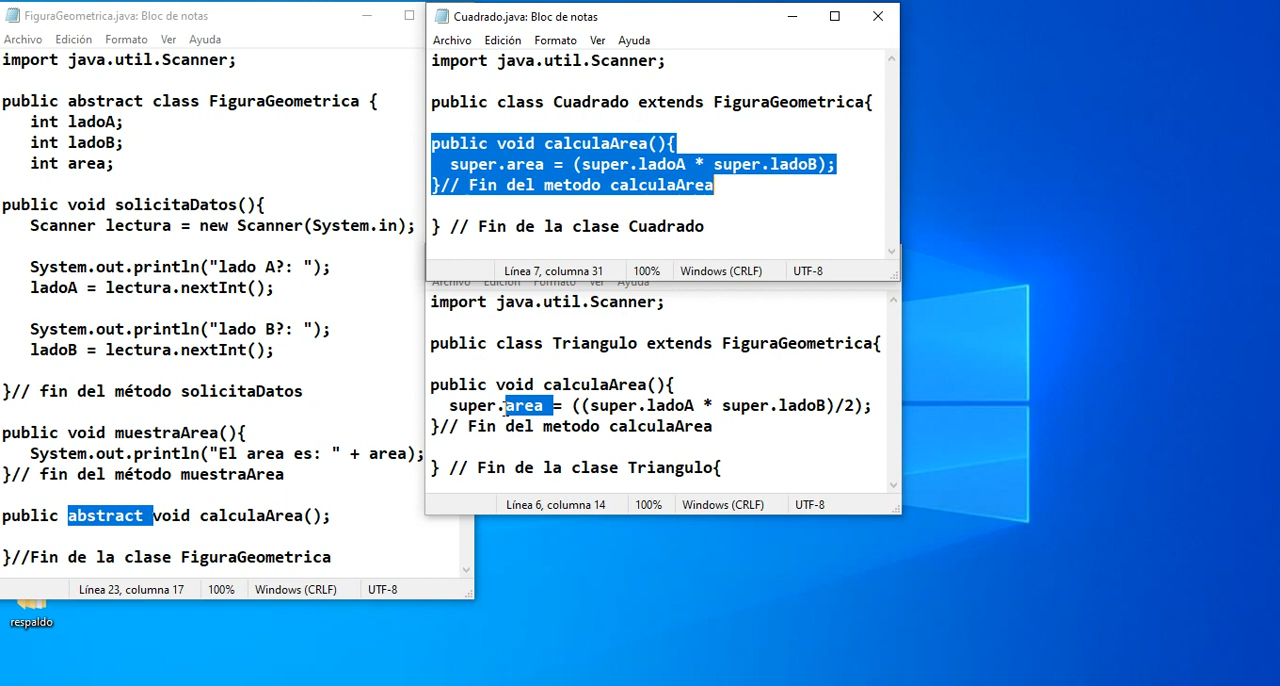 FiguraGeometrica.java: Bloc de notas
Archivo Edición Formato Ver Ayuda
import java.util.Scanner;
public abstract class FiguraGeometrica {
int ladoA;
int ladoB;
int area;
public void solicitaDatos(){
Scanner lectura = new Scanner(System.in);
System.out.println("lado A?: ");
ladoA = lectura.nextInt();
System.out.println("lado B?: ");
ladoB = lectura.nextInt();
}// fin del método solicitaDatos
public void muestraArea(){
System.out.println("El area es: " + area);
}// fin del método muestraArea
public abstract void calculaArea();
}//Fin de la clase FiguraGeometrica
Línea 23, columna 17 100% Windows (CRLF) UTF-8
respaldo
Cuadrado.java: Bloc de notas
Archivo Edición Formato Ver Ayuda
import java.util.Scanner;
public class Cuadrado extends FiguraGeometrica{
public void calculaArea(){
super.area = (super.ladoA * super.ladoB);
}// Fin del metodo calculaArea
} // Fin de la clase Cuadrado
Línea 7, columna 31 100% Windows (CRLF) UTF-8
Archivo Edición Formato Ver Ayuda
import java.util.Scanner;
public class Triangulo extends FiguraGeometrica{
public void calculaArea(){
super.area = ((super.ladoA * super.ladoB)/2);
}// Fin del metodo calculaArea
} // Fin de la clase Triangulo{
Línea 6, columna 14 100% Windows (CRLF) UTF-8